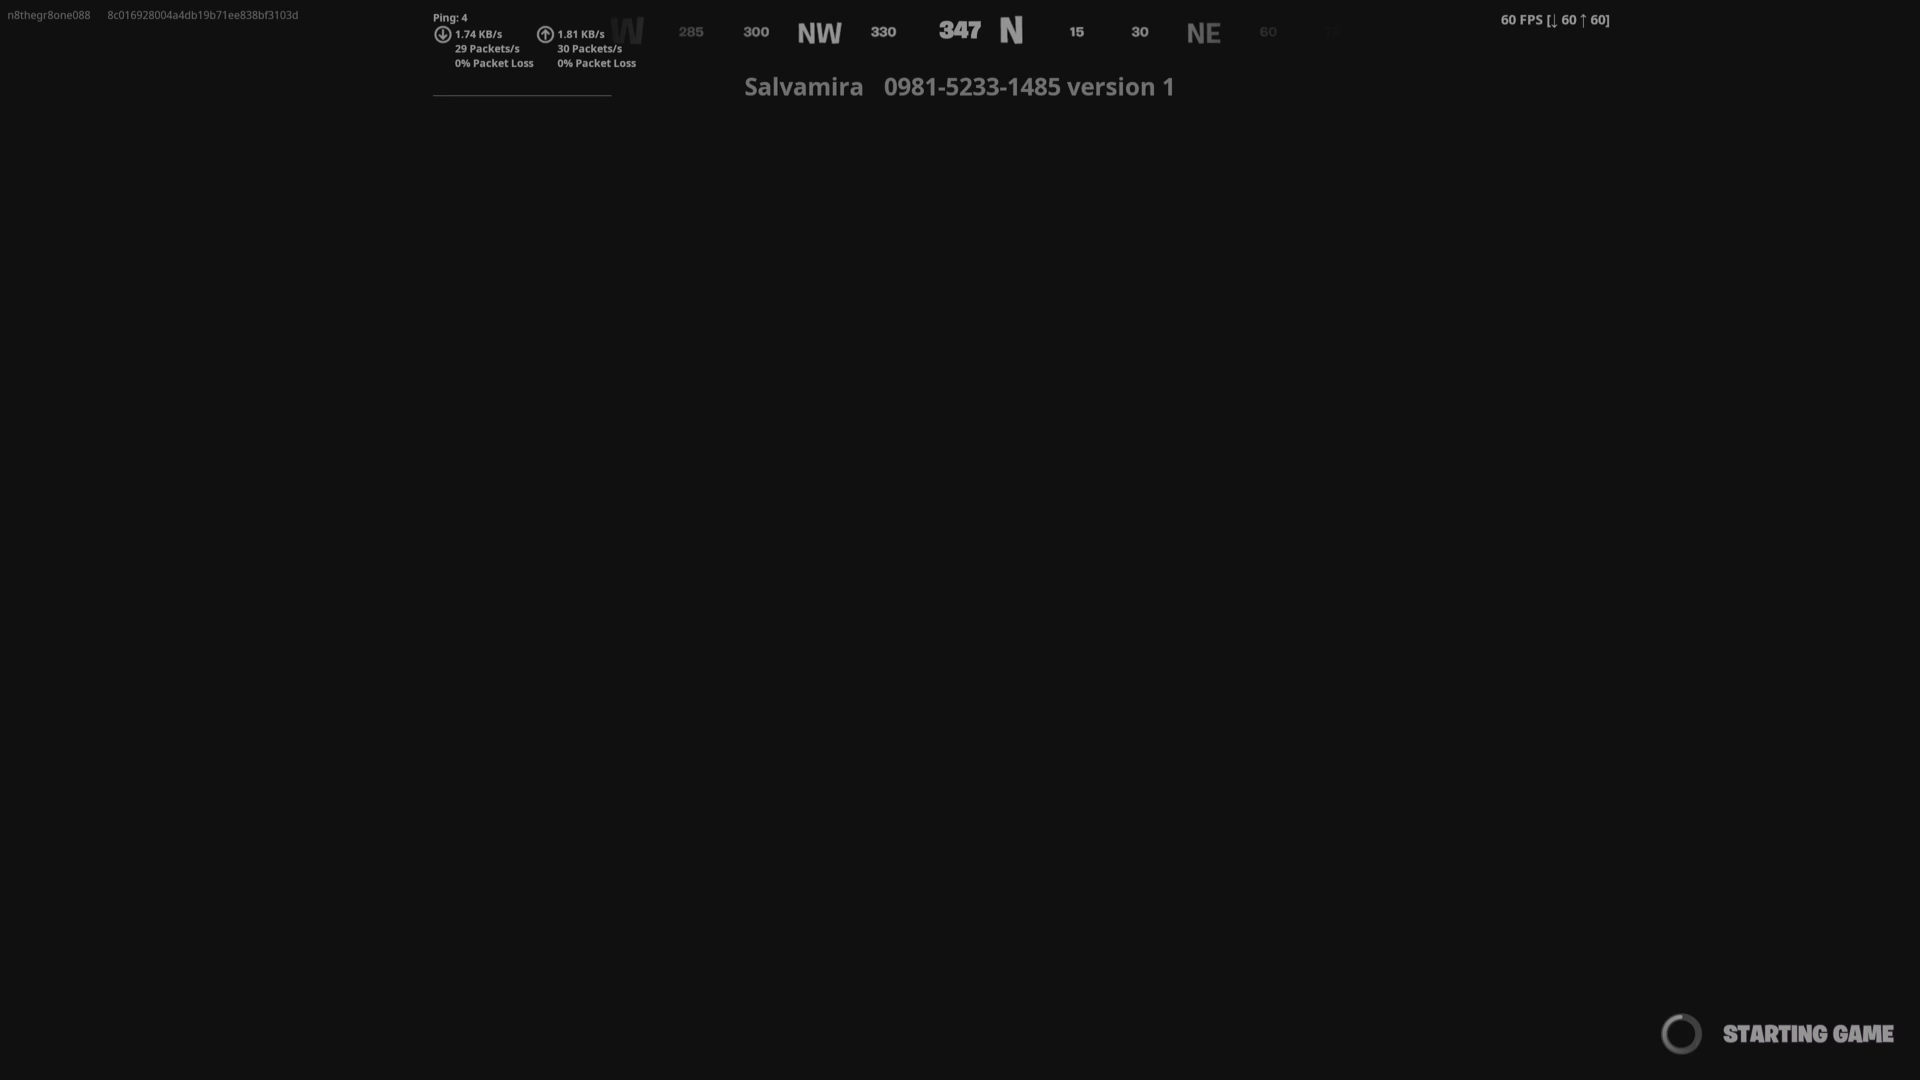 n8thegr8one088 8c016928004a4db19b71ee838bf3103d
Ping: 4
1.74 KB/s 1.81 KB/s
29 Packets/s 30 Packets/s
0% Packet Loss 0% Packet Loss
W 285 300 NW 330 347 N 15 30 NE 60
60 FPS [↓ 60 ↑ 60]
Salvamira 0981-5233-1485 version 1
STARTING GAME